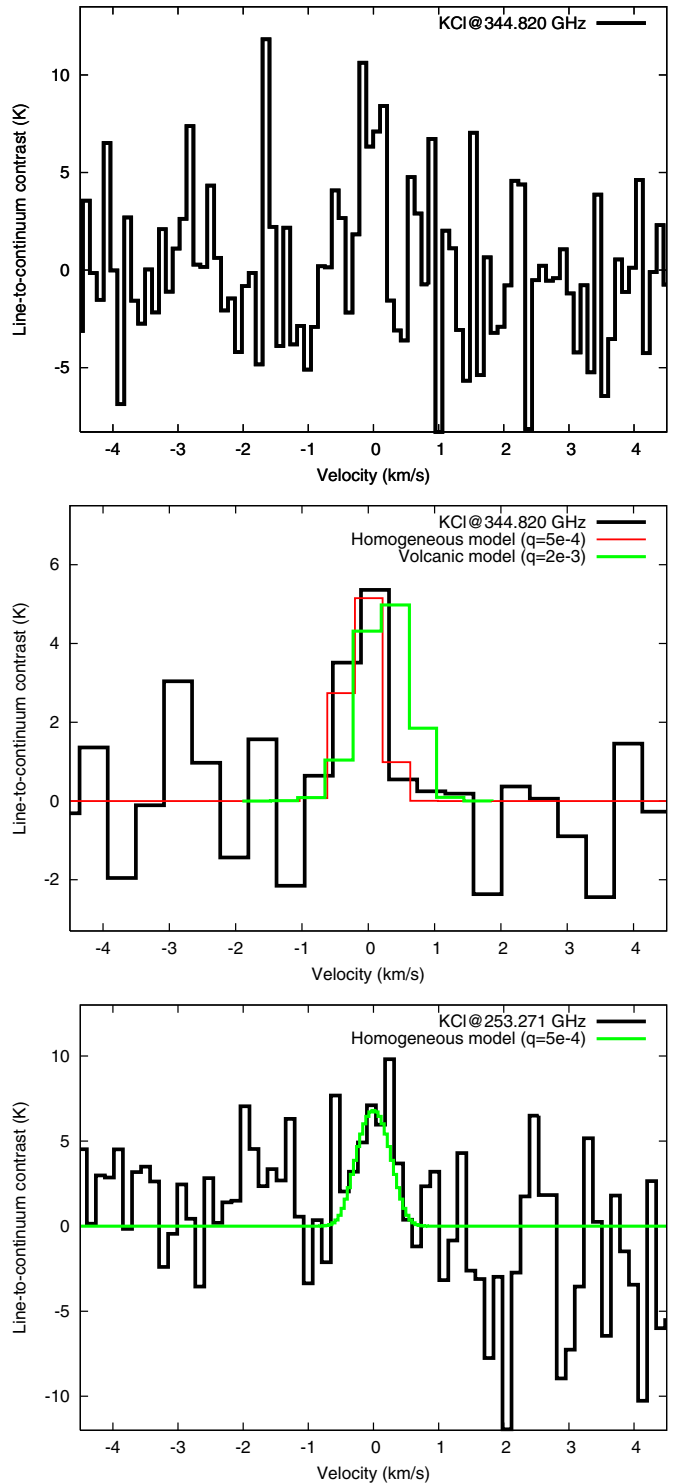 KCl@344.820 GHz
10
5
0
-5
Line-to-continuum contrast (K)
-4 -3 -2 -1 0 1 2 3 4
Velocity (km/s)
KCl@344.820 GHz
Homogeneous model (q=5e-4)
Volcanic model (q=2e-3)
6
4
2
0
-2
Line-to-continuum contrast (K)
-4 -3 -2 -1 0 1 2 3 4
Velocity (km/s)
KCl@253.271 GHz
Homogeneous model (q=5e-4)
10
5
0
-5
-10
Line-to-continuum contrast (K)
-4 -3 -2 -1 0 1 2 3 4
Velocity (km/s)